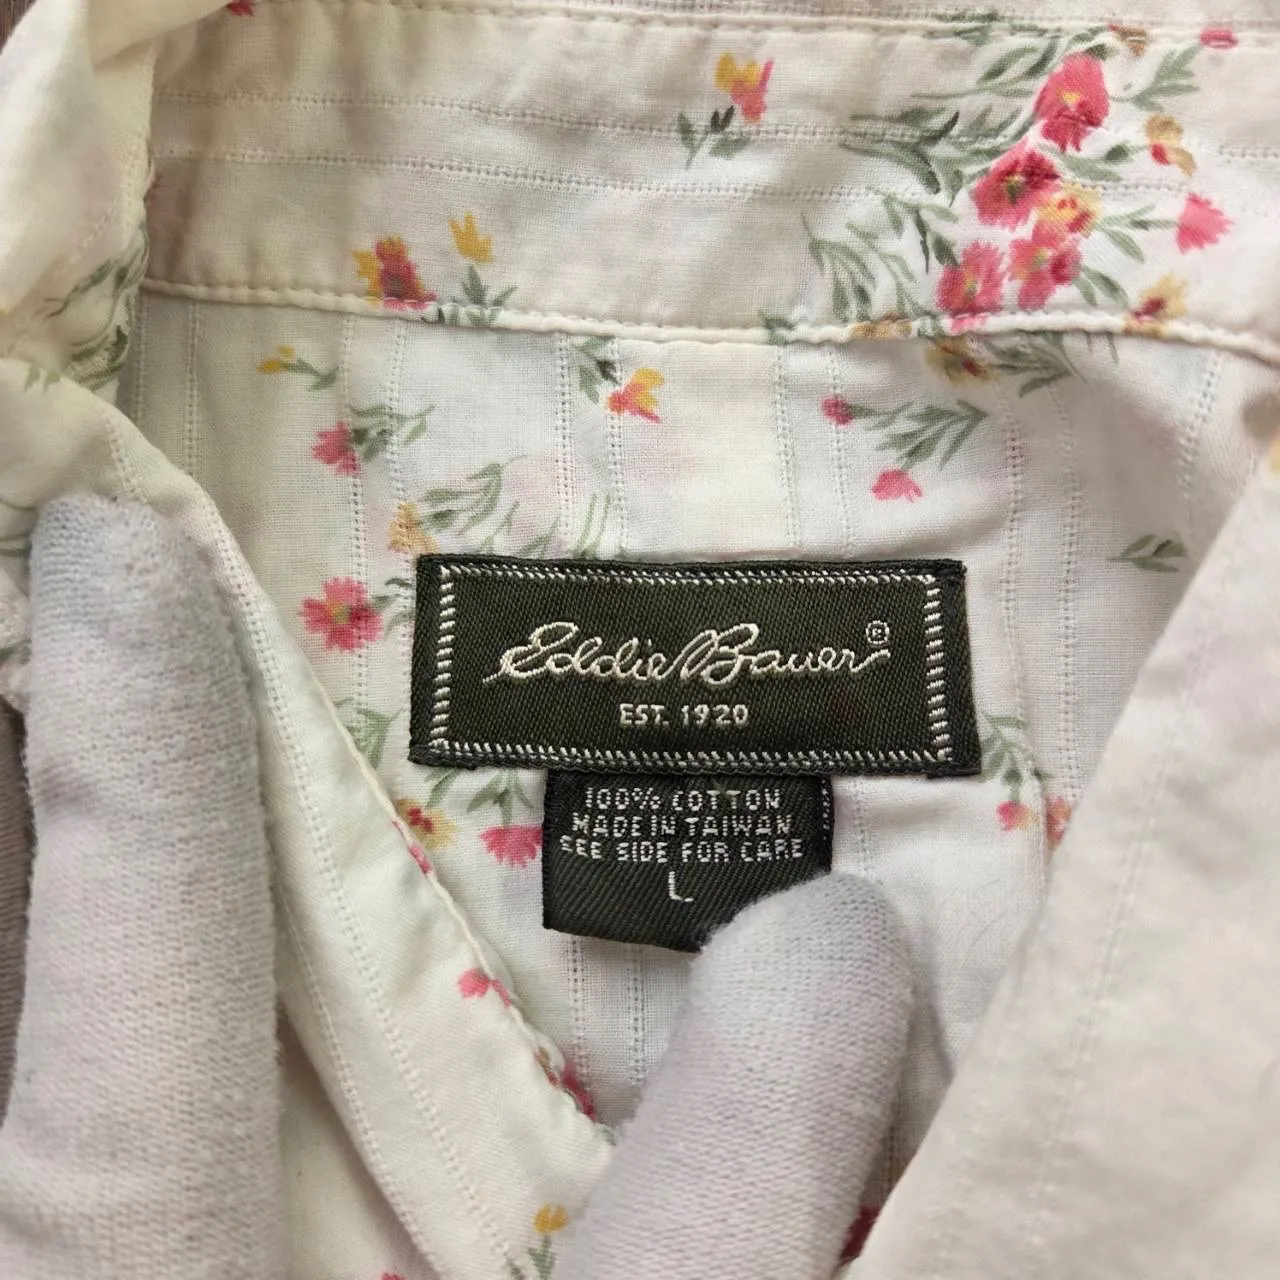 Eddie Bauer®
EST. 1920
100% COTTON
MADE IN TAIWAN
SEE SIDE FOR CARE
L